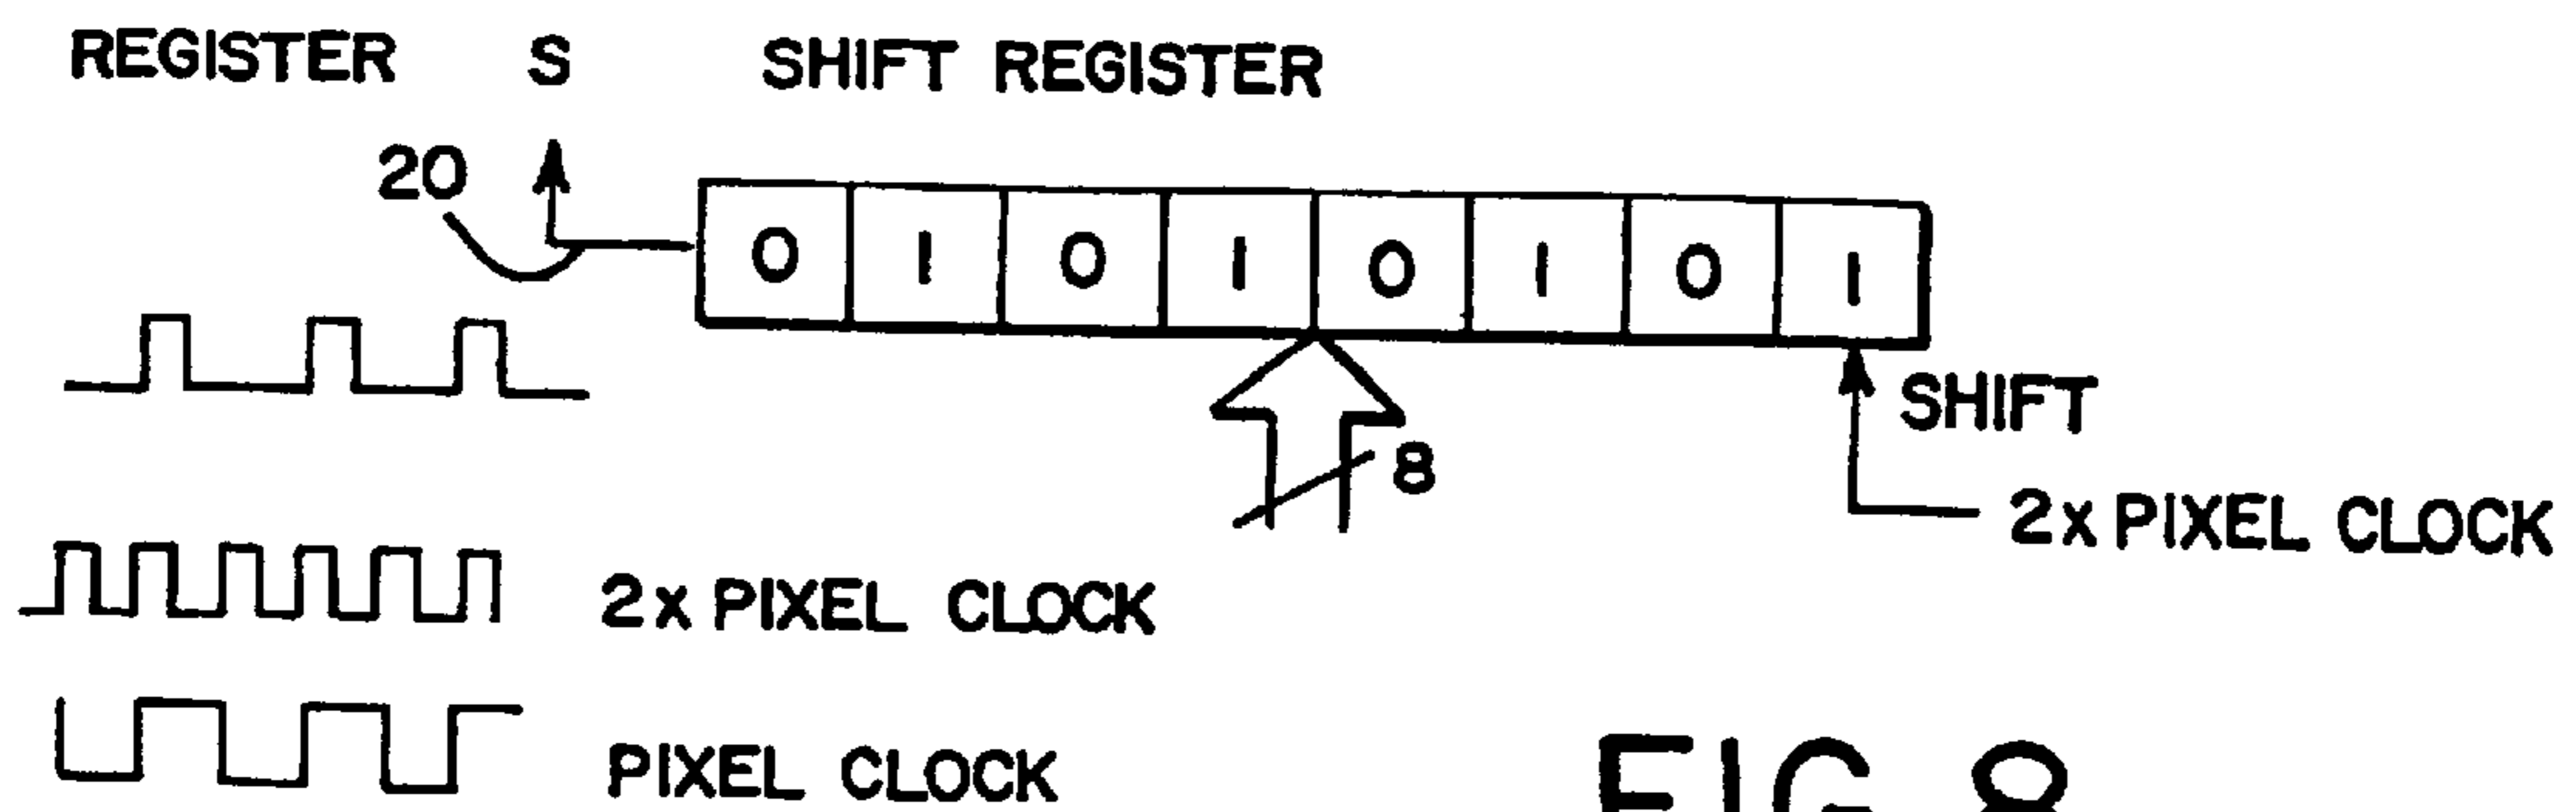 REGISTER S SHIFT REGISTER
20
0 1 0 1 0 1 0 1
SHIFT
8
2x PIXEL CLOCK
2x PIXEL CLOCK
PIXEL CLOCK
FIG 8